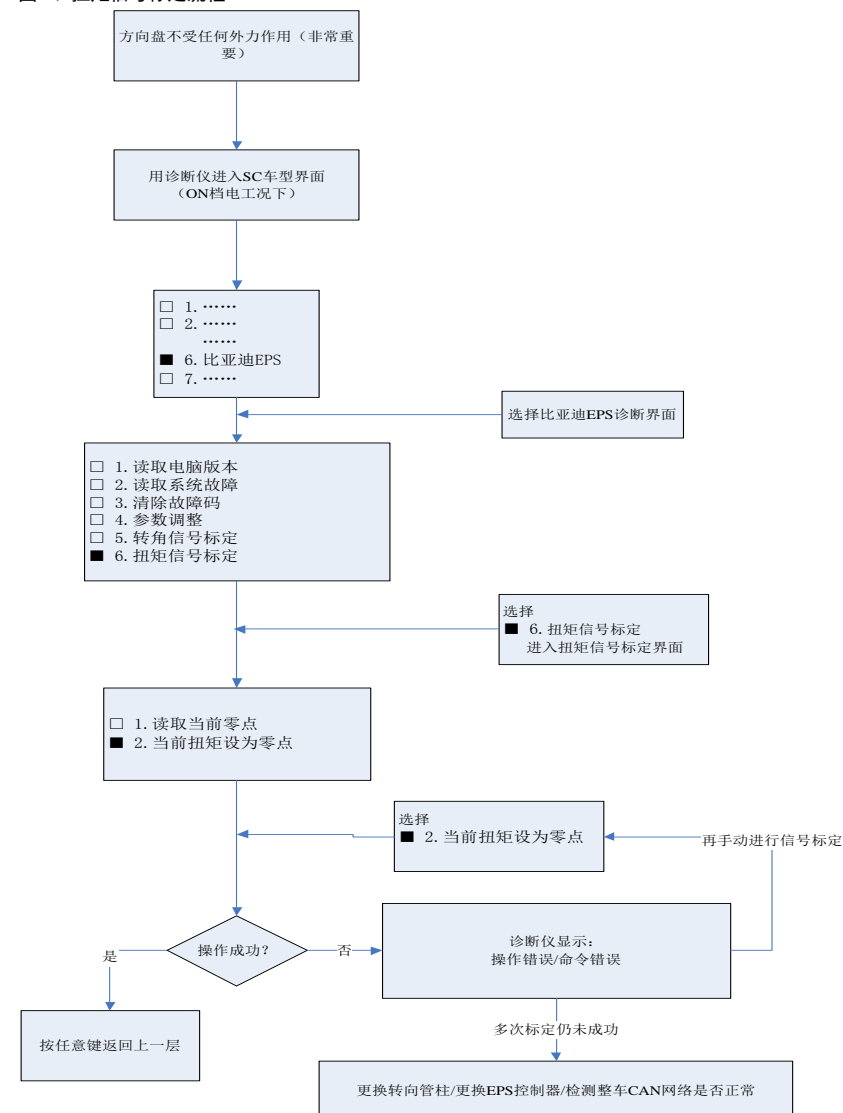 方向盘不受任何外力作用（非常重
要）
用诊断仪进入SC车型界面
（ON档电工况下）
□ 1. ……
□ 2. ……
……
■ 6. 比亚迪EPS
□ 7. ……
选择比亚迪EPS诊断界面
□ 1. 读取电脑版本
□ 2. 读取系统故障
□ 3. 清除故障码
□ 4. 参数调整
□ 5. 转角信号标定
■ 6. 扭矩信号标定
选择
■ 6. 扭矩信号标定
进入扭矩信号标定界面
□ 1. 读取当前零点
■ 2. 当前扭矩设为零点
选择
■ 2. 当前扭矩设为零点
再手动进行信号标定
操作成功？
是
否
诊断仪显示：
操作错误/命令错误
按任意键返回上一层
多次标定仍未成功
更换转向管柱/更换EPS控制器/检测整车CAN网络是否正常